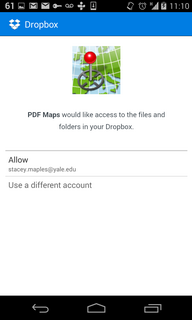 61 11:10
Dropbox
PDF Maps would like access to the files and
folders in your Dropbox.
Allow
stacey.maples@yale.edu
Use a different account